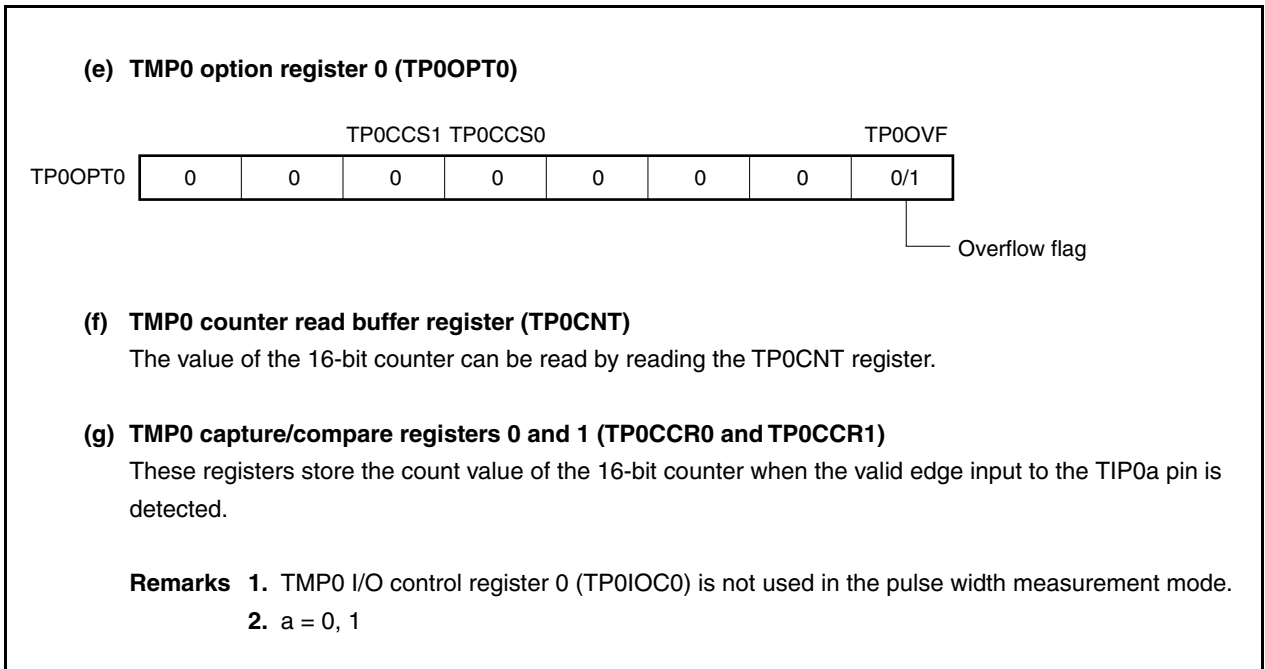 (e) TMP0 option register 0 (TP0OPT0)
TP0CCS1 TP0CCS0 TP0OVF
TP0OPT0 0 0 0 0 0 0 0 0/1
Overflow flag
(f) TMP0 counter read buffer register (TP0CNT)
The value of the 16-bit counter can be read by reading the TP0CNT register.
(g) TMP0 capture/compare registers 0 and 1 (TP0CCR0 and TP0CCR1)
These registers store the count value of the 16-bit counter when the valid edge input to the TIP0a pin is
detected.
Remarks 1. TMP0 I/O control register 0 (TP0IOC0) is not used in the pulse width measurement mode.
2. a = 0, 1